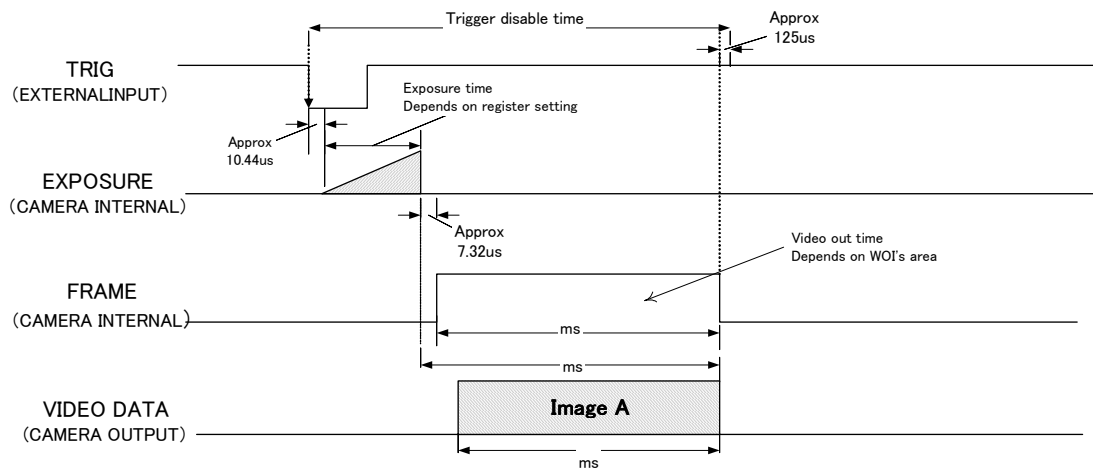 Trigger disable time
Approx
125us
TRIG
(EXTERNALINPUT)
Exposure time
Depends on register setting
Approx
10.44us
EXPOSURE
(CAMERA INTERNAL)
Approx
7.32us
Video out time
Depends on WOI's area
FRAME
(CAMERA INTERNAL)
ms
ms
VIDEO DATA
(CAMERA OUTPUT)
Image A
ms